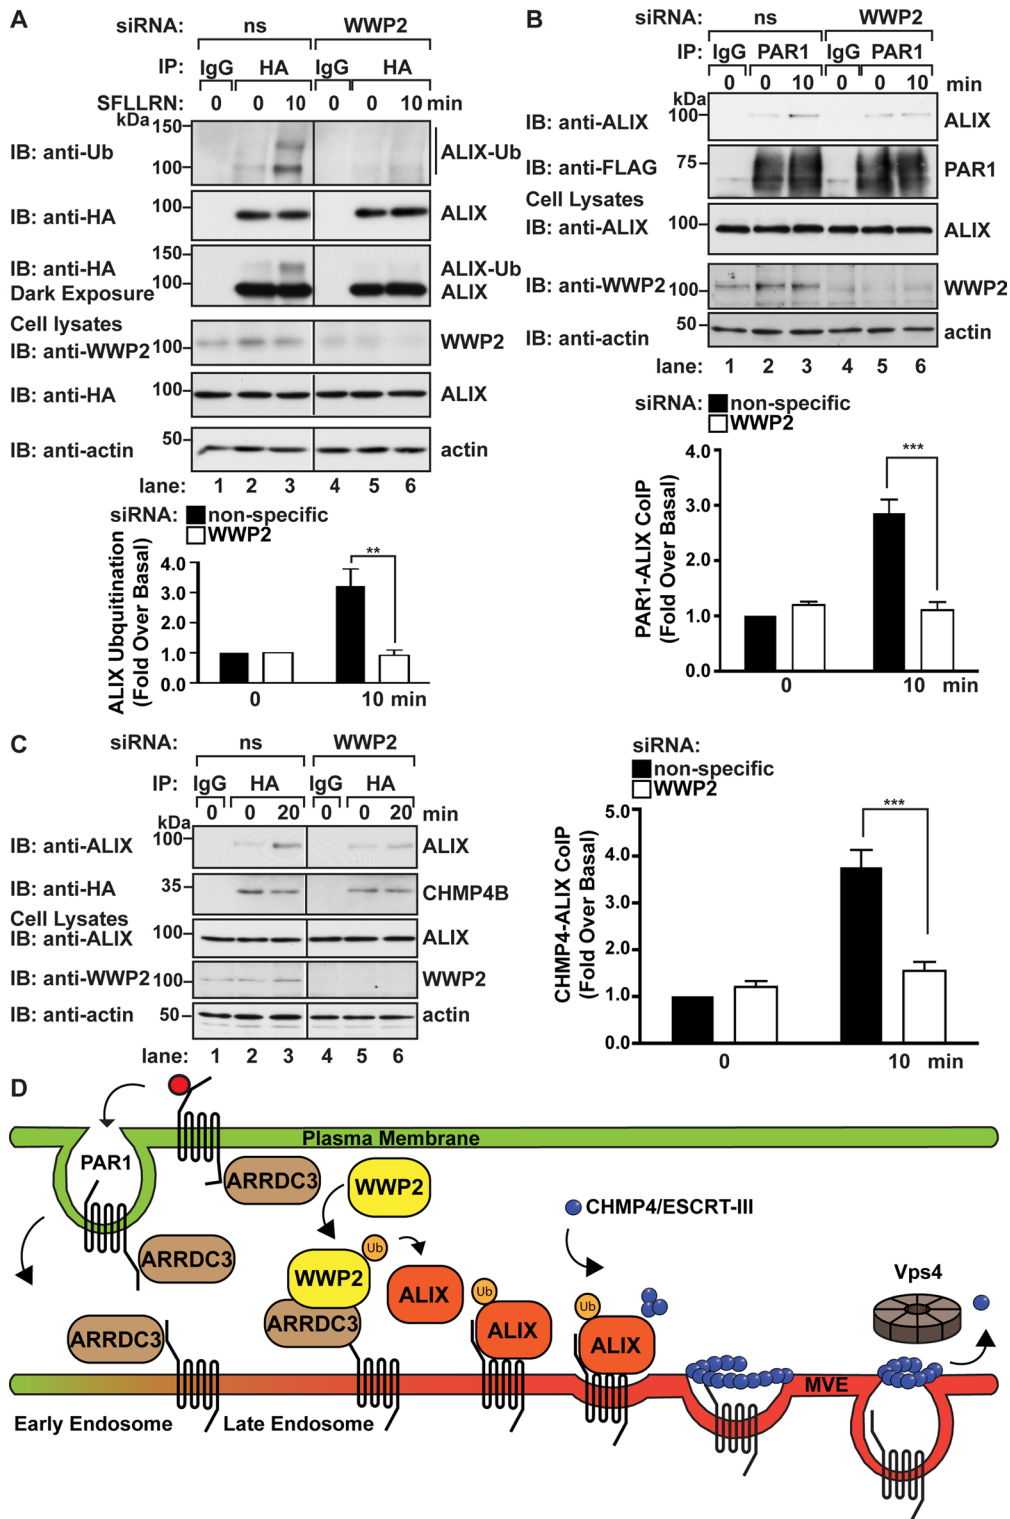 A
siRNA: ns WWP2
IP: IgG HA IgG HA
SFLLRN: 0 0 10 0 0 10 min
kDa
150
IB: anti-Ub ALIX-Ub
100
IB: anti-HA 100 ALIX
150
IB: anti-HA ALIX-Ub
Dark Exposure 100 ALIX
Cell lysates
IB: anti-WWP2 100 WWP2
IB: anti-HA 100 ALIX
IB: anti-actin 50 actin
lane: 1 2 3 4 5 6
siRNA: non-specific
WWP2
ALIX Ubquitination
(Fold Over Basal)
4.0
3.0
2.0
1.0
0.0
**
0 10 min
B
siRNA: ns WWP2
IP: IgG PAR1 IgG PAR1
0 0 10 0 0 10 min
kDa
IB: anti-ALIX 100 ALIX
IB: anti-FLAG 75 PAR1
Cell Lysates
IB: anti-ALIX 100 ALIX
IB: anti-WWP2 100 WWP2
IB: anti-actin 50 actin
lane: 1 2 3 4 5 6
siRNA: non-specific
WWP2
PAR1-ALIX CoIP
(Fold Over Basal)
4.0
3.0
2.0
1.0
0.0
***
0 10 min
C
siRNA: ns WWP2
IP: IgG HA IgG HA
0 0 20 0 0 20 min
kDa
IB: anti-ALIX 100 ALIX
IB: anti-HA 35 CHMP4B
Cell Lysates
IB: anti-ALIX 100 ALIX
IB: anti-WWP2 100 WWP2
IB: anti-actin 50 actin
lane: 1 2 3 4 5 6
siRNA:
non-specific
WWP2
CHMP4-ALIX CoIP
(Fold Over Basal)
5.0
4.0
3.0
2.0
1.0
0.0
***
0 10 min
D
Plasma Membrane
PAR1
ARRDC3
WWP2
CHMP4/ESCRT-III
ARRDC3
Ub
WWP2
ALIX
Ub
Vps4
ARRDC3
ARRDC3
ALIX
Ub
ALIX
MVE
Early Endosome
Late Endosome